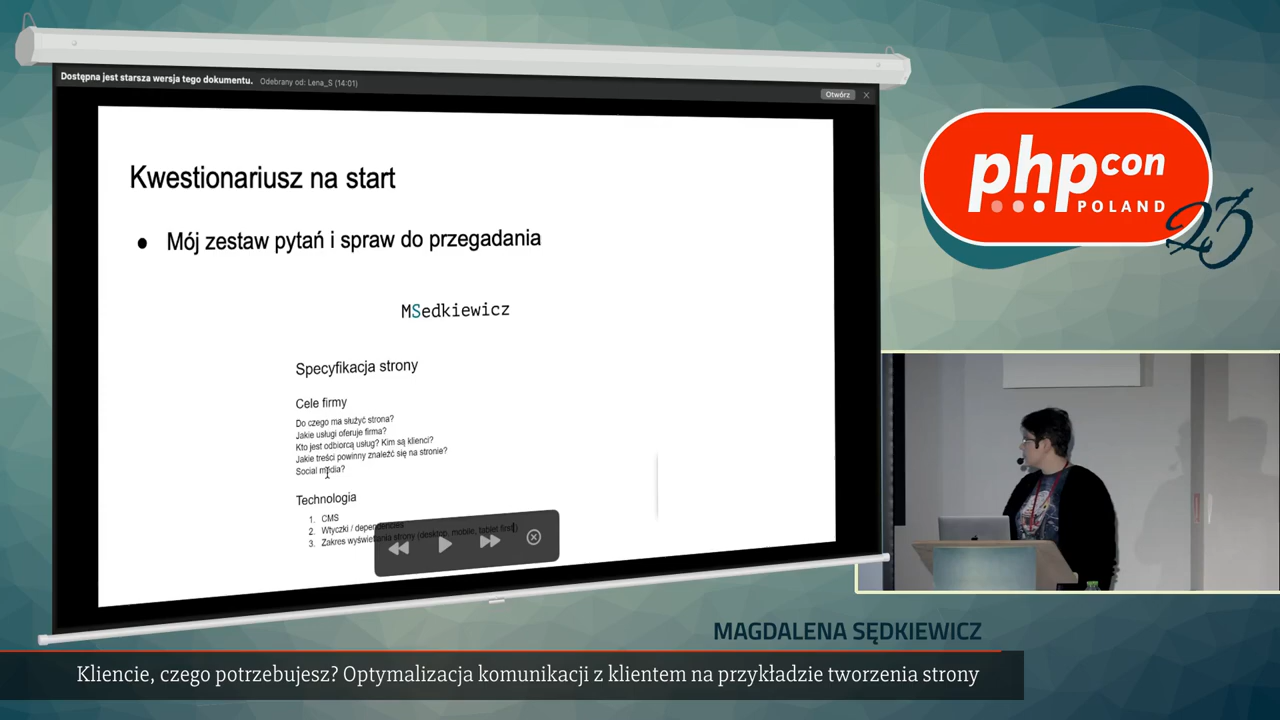 Dostępna jest starsza wersja tego dokumentu. Odebrany od: Lena_S (14:01)
Otwórz
Kwestionariusz na start
● Mój zestaw pytań i spraw do przegadania
MSedkiewicz
Specyfikacja strony
Cele firmy
Do czego ma służyć strona?
Jakie usługi oferuje firma?
Kto jest odbiorcą usług? Kim są klienci?
Jakie treści powinny znaleźć się na stronie?
Social media?
Technologia
1. CMS
2. Wtyczki / dependencies
3. Zakres wyświetlania strony (desktop, mobile, tablet first)
phpcon
POLAND
23
MAGDALENA SĘDKIEWICZ
Kliencie, czego potrzebujesz? Optymalizacja komunikacji z klientem na przykładzie tworzenia strony